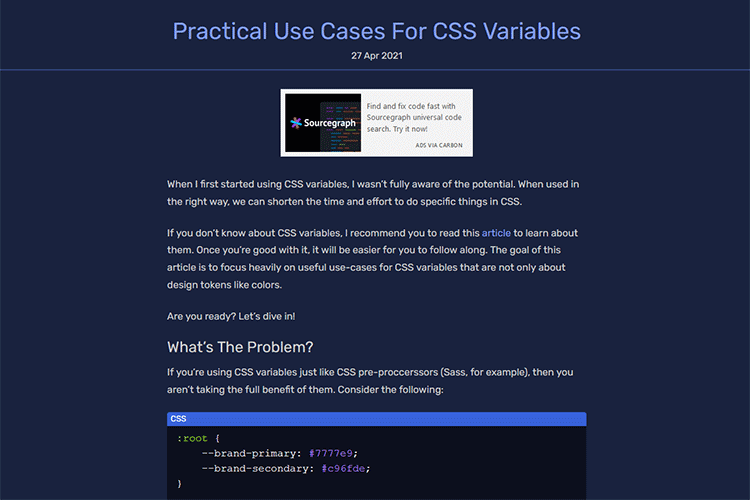 Practical Use Cases For CSS Variables
27 Apr 2021
Sourcegraph
Find and fix code fast with
Sourcegraph universal code
search. Try it now!
ADS VIA CARBON
When I first started using CSS variables, I wasn’t fully aware of the potential. When used in
the right way, we can shorten the time and effort to do specific things in CSS.
If you don’t know about CSS variables, I recommend you to read this article to learn about
them. Once you’re good with it, it will be easier for you to follow along. The goal of this
article is to focus heavily on useful use-cases for CSS variables that are not only about
design tokens like colors.
Are you ready? Let’s dive in!
What’s The Problem?
If you’re using CSS variables just like CSS pre-proccerssors (Sass, for example), then you
aren’t taking the full benefit of them. Consider the following:
CSS
:root {
    --brand-primary: #7777e9;
    --brand-secondary: #c96fde;
}